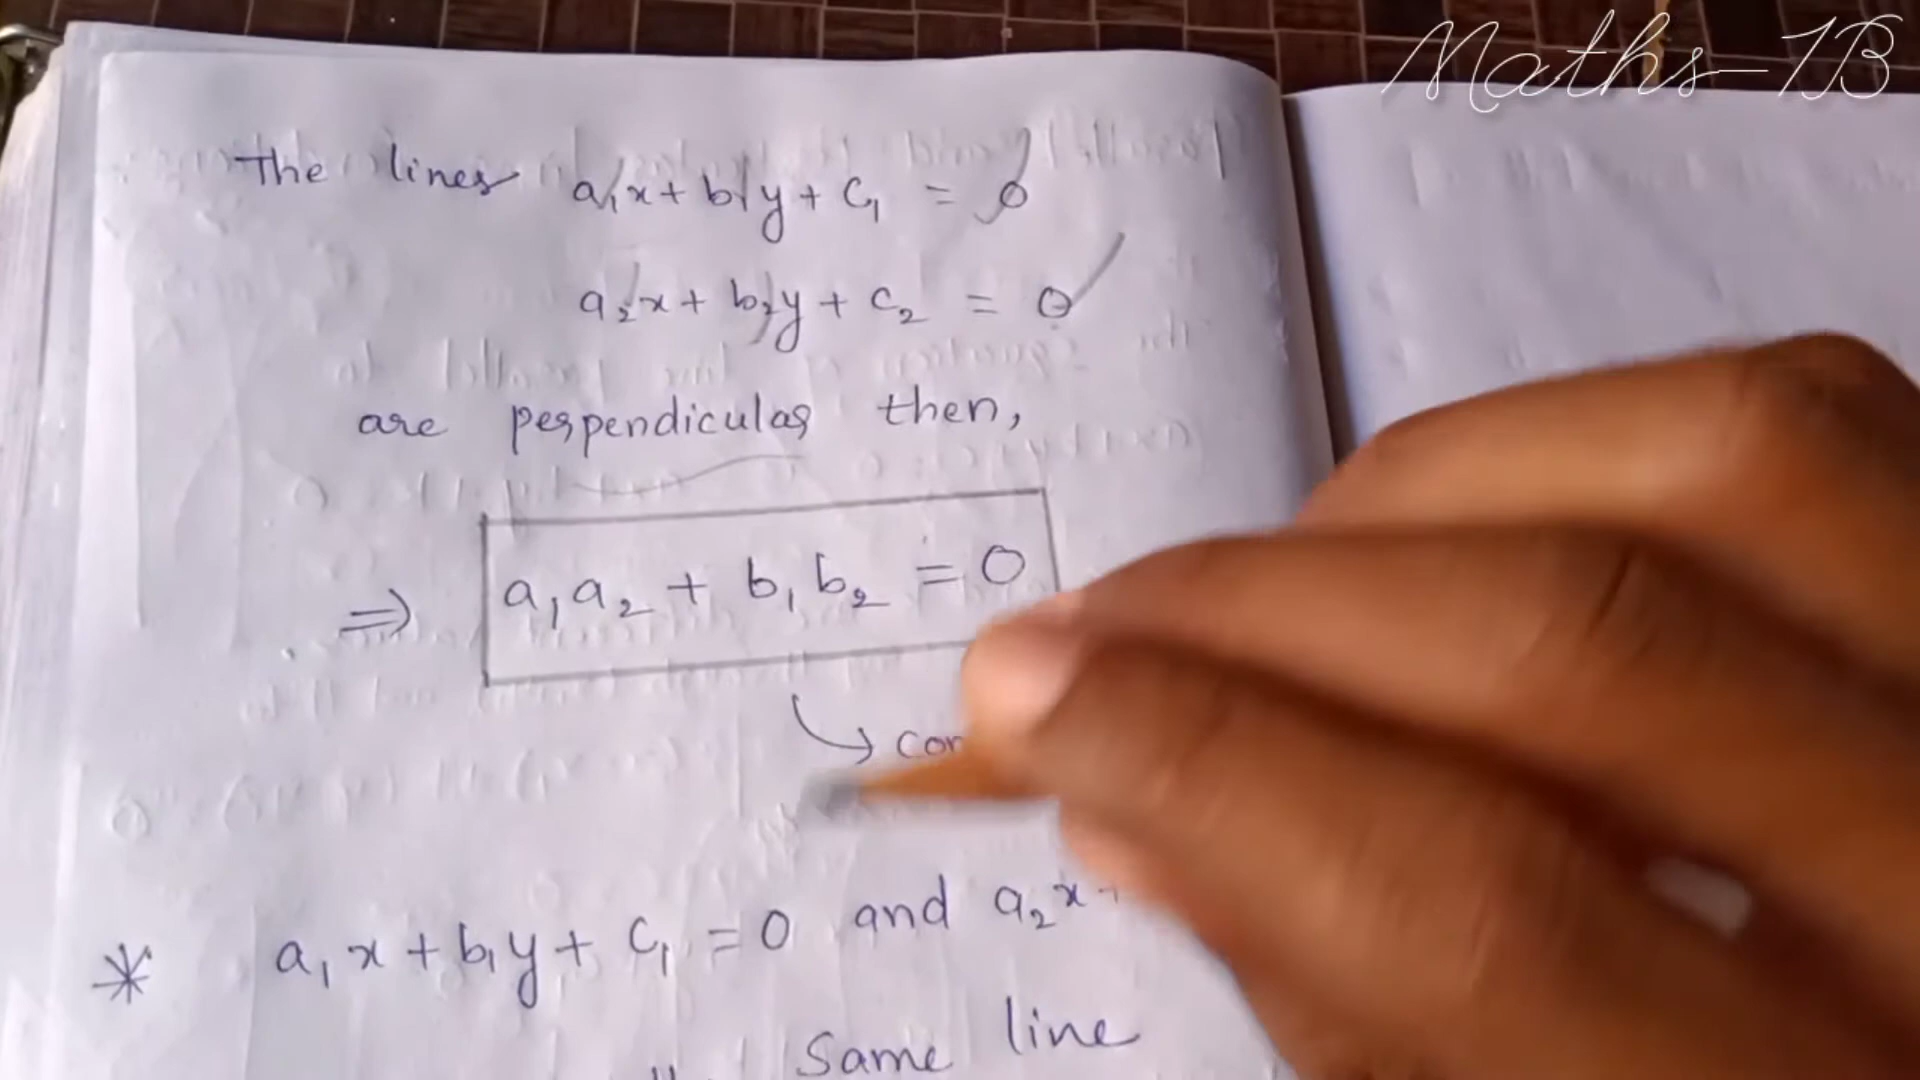 Maths-1B
The lines a₁x + b₁y + c₁ = 0
a₂x + b₂y + c₂ = 0
are perpendicular then,
⇒ a₁a₂ + b₁b₂ = 0
↳ con
* a₁x + b₁y + c₁ = 0 and a₂x +
Same line